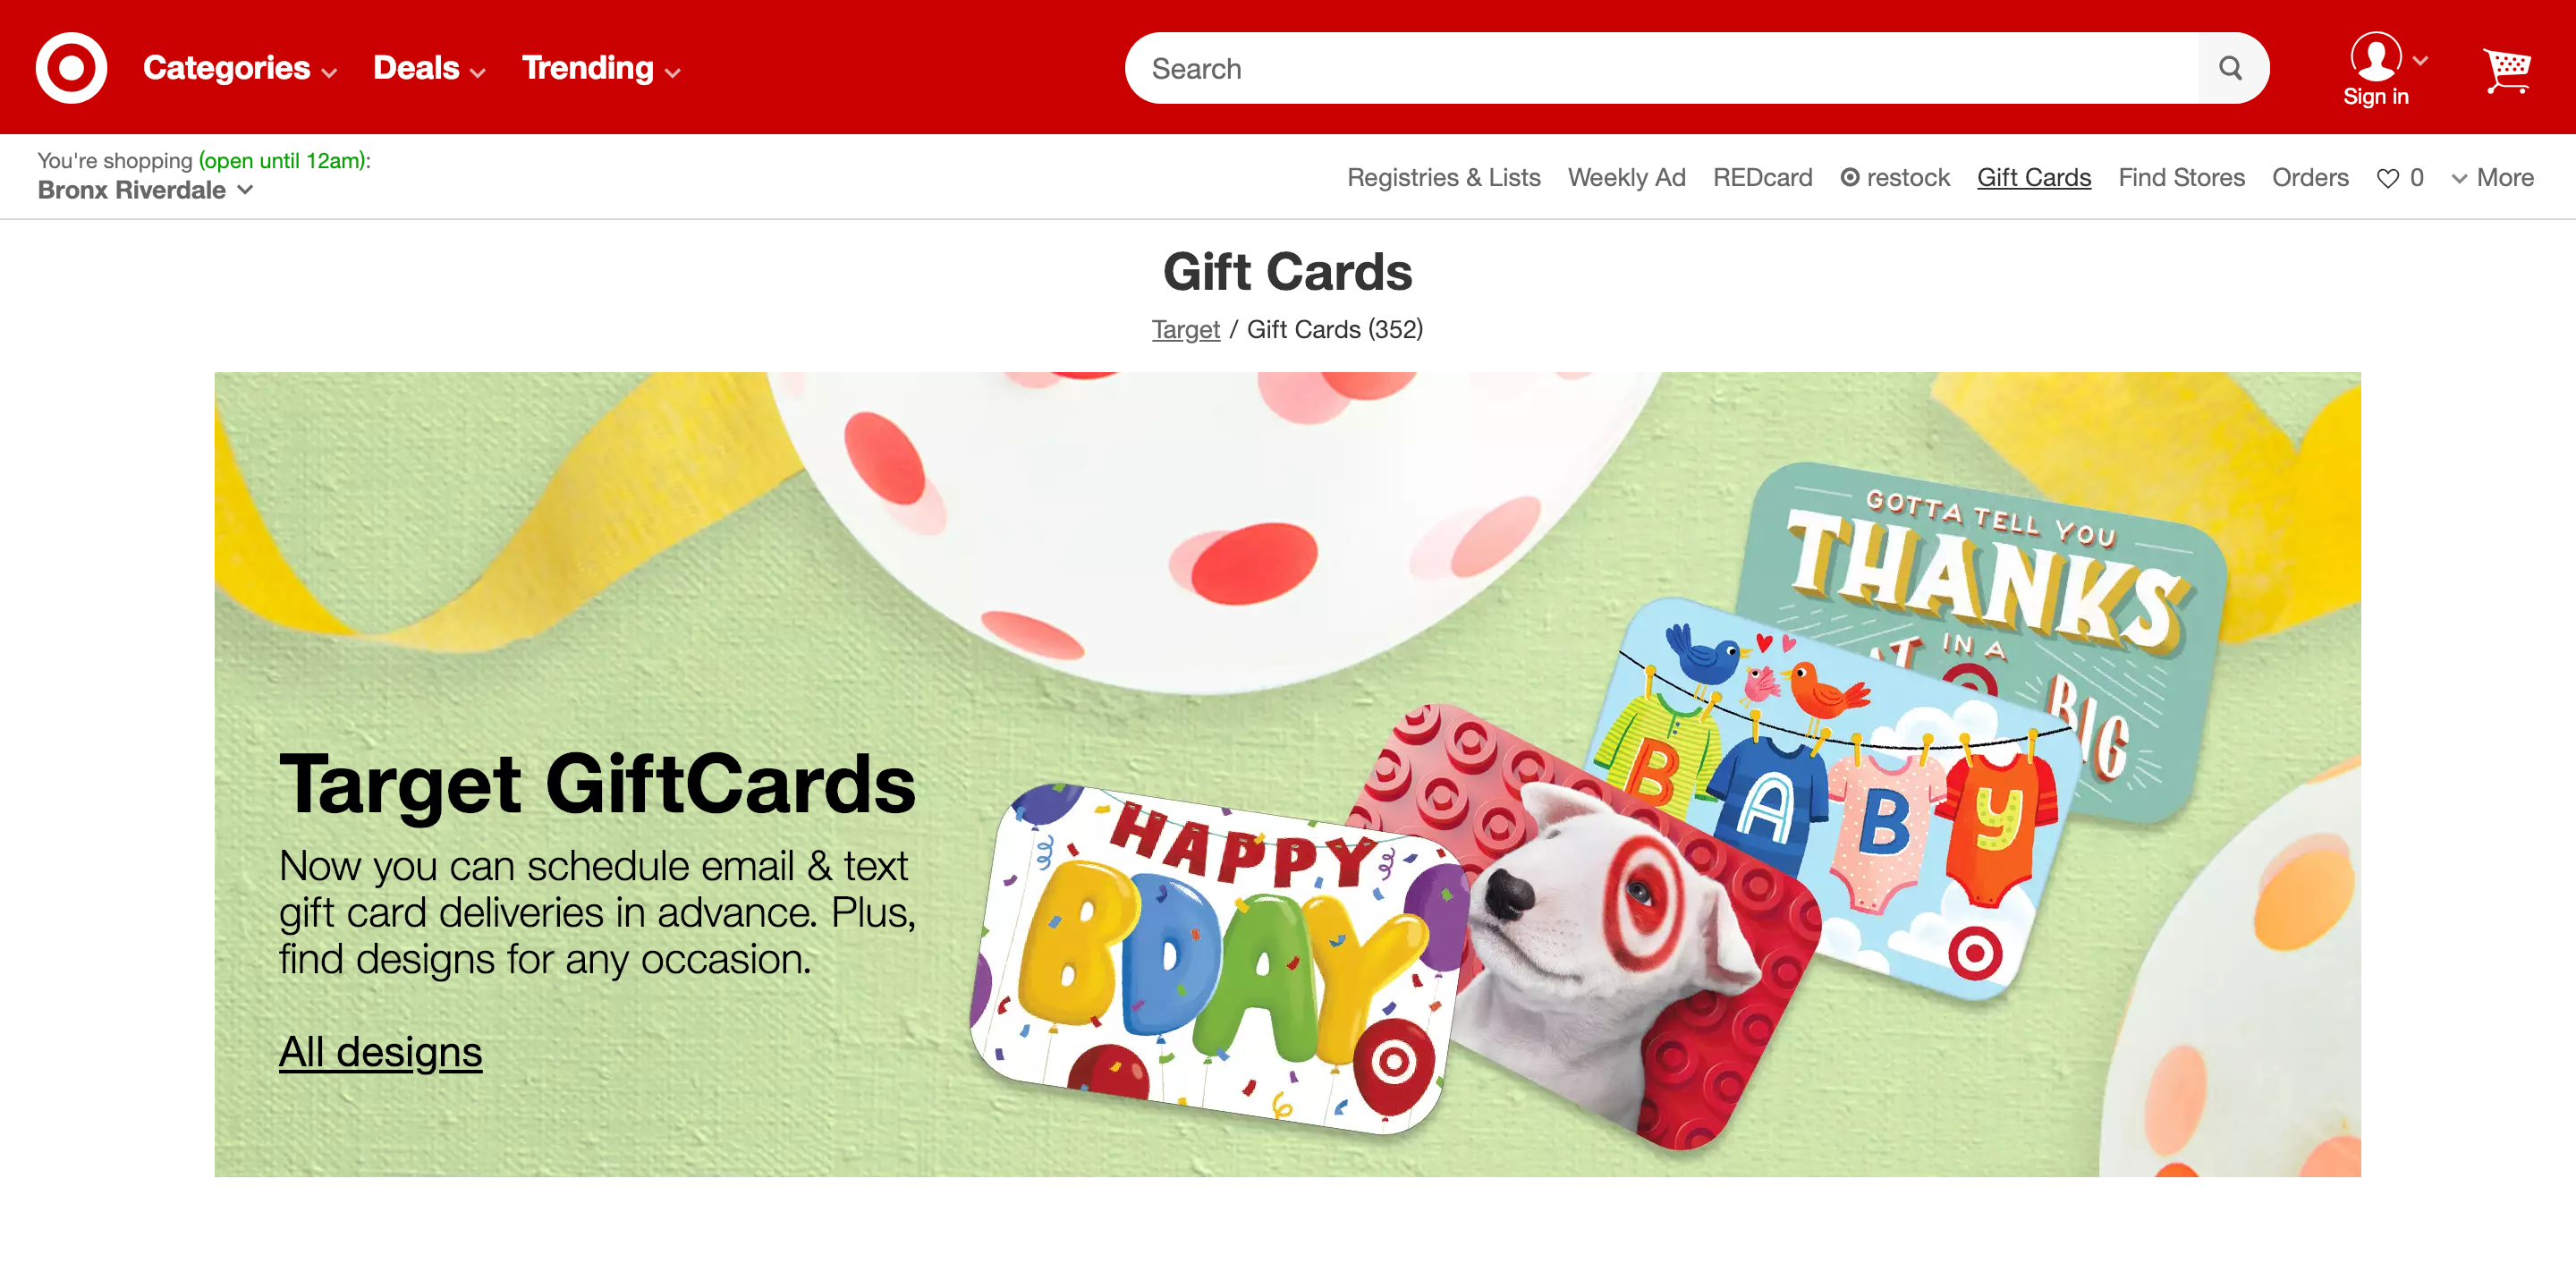 Categories
Deals
Trending
Search
Sign in
You're shopping (open until 12am):
Bronx Riverdale
Registries & Lists
Weekly Ad
REDcard
restock
Gift Cards
Find Stores
Orders
0
More
Gift Cards
Target / Gift Cards (352)
Target GiftCards
Now you can schedule email & text
gift card deliveries in advance. Plus,
find designs for any occasion.
All designs
GOTTA TELL YOU
THANKS
IN A
BIG
BABY
HAPPY
BDAY